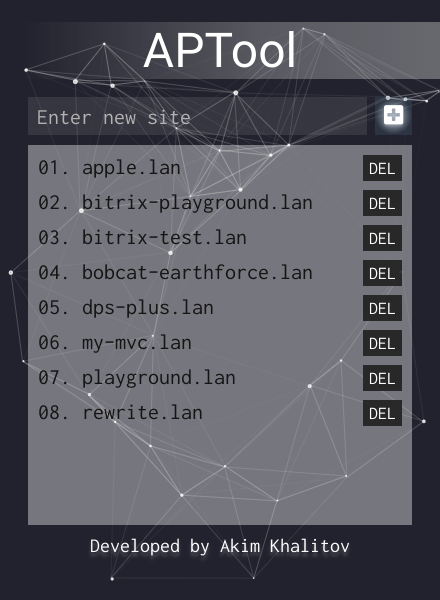 APTool
Enter new site
01. apple.lan DEL
02. bitrix-playground.lan DEL
03. bitrix-test.lan DEL
04. bobcat-earthforce.lan DEL
05. dps-plus.lan DEL
06. my-mvc.lan DEL
07. playground.lan DEL
08. rewrite.lan DEL
Developed by Akim Khalitov